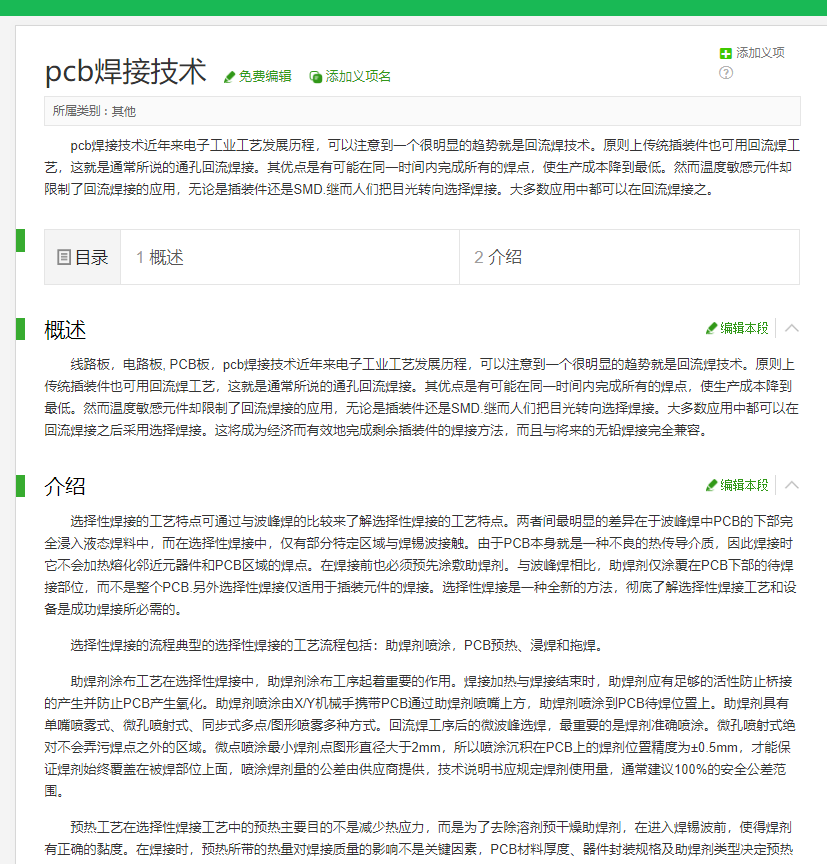 添加义项
pcb焊接技术 免费编辑 添加义项名
?
所属类别 : 其他
pcb焊接技术近年来电子工业工艺发展历程，可以注意到一个很明显的趋势就是回流焊技术。原则上传统插装件也可用回流焊工
艺，这就是通常所说的通孔回流焊接。其优点是有可能在同一时间内完成所有的焊点，使生产成本降到最低。然而温度敏感元件却
限制了回流焊接的应用，无论是插装件还是SMD.继而人们把目光转向选择焊接。大多数应用中都可以在回流焊接之。
目录 1 概述 2 介绍
概述 编辑本段
线路板，电路板, PCB板，pcb焊接技术近年来电子工业工艺发展历程，可以注意到一个很明显的趋势就是回流焊技术。原则上
传统插装件也可用回流焊工艺，这就是通常所说的通孔回流焊接。其优点是有可能在同一时间内完成所有的焊点，使生产成本降到
最低。然而温度敏感元件却限制了回流焊接的应用，无论是插装件还是SMD.继而人们把目光转向选择焊接。大多数应用中都可以在
回流焊接之后采用选择焊接。这将成为经济而有效地完成剩余插装件的焊接方法，而且与将来的无铅焊接完全兼容。
介绍 编辑本段
选择性焊接的工艺特点可通过与波峰焊的比较来了解选择性焊接的工艺特点。两者间最明显的差异在于波峰焊中PCB的下部完
全浸入液态焊料中，而在选择性焊接中，仅有部分特定区域与焊锡波接触。由于PCB本身就是一种不良的热传导介质，因此焊接时
它不会加热熔化邻近元器件和PCB区域的焊点。在焊接前也必须预先涂敷助焊剂。与波峰焊相比，助焊剂仅涂覆在PCB下部的待焊
接部位，而不是整个PCB.另外选择性焊接仅适用于插装元件的焊接。选择性焊接是一种全新的方法，彻底了解选择性焊接工艺和设
备是成功焊接所必需的。
选择性焊接的流程典型的选择性焊接的工艺流程包括：助焊剂喷涂，PCB预热、浸焊和拖焊。
助焊剂涂布工艺在选择性焊接中，助焊剂涂布工序起着重要的作用。焊接加热与焊接结束时，助焊剂应有足够的活性防止桥接
的产生并防止PCB产生氧化。助焊剂喷涂由X/Y机械手携带PCB通过助焊剂喷嘴上方，助焊剂喷涂到PCB待焊位置上。助焊剂具有
单嘴喷雾式、微孔喷射式、同步式多点/图形喷雾多种方式。回流焊工序后的微波峰选焊，最重要的是焊剂准确喷涂。微孔喷射式绝
对不会弄污焊点之外的区域。微点喷涂最小焊剂点图形直径大于2mm，所以喷涂沉积在PCB上的焊剂位置精度为±0.5mm，才能保
证焊剂始终覆盖在被焊部位上面，喷涂焊剂量的公差由供应商提供，技术说明书应规定焊剂使用量，通常建议100%的安全公差范
围。
预热工艺在选择性焊接工艺中的预热主要目的不是减少热应力，而是为了去除溶剂预干燥助焊剂，在进入焊锡波前，使得焊剂
有正确的黏度。在焊接时，预热所带的热量对焊接质量的影响不是关键因素，PCB材料厚度、器件封装规格及助焊剂类型决定预热